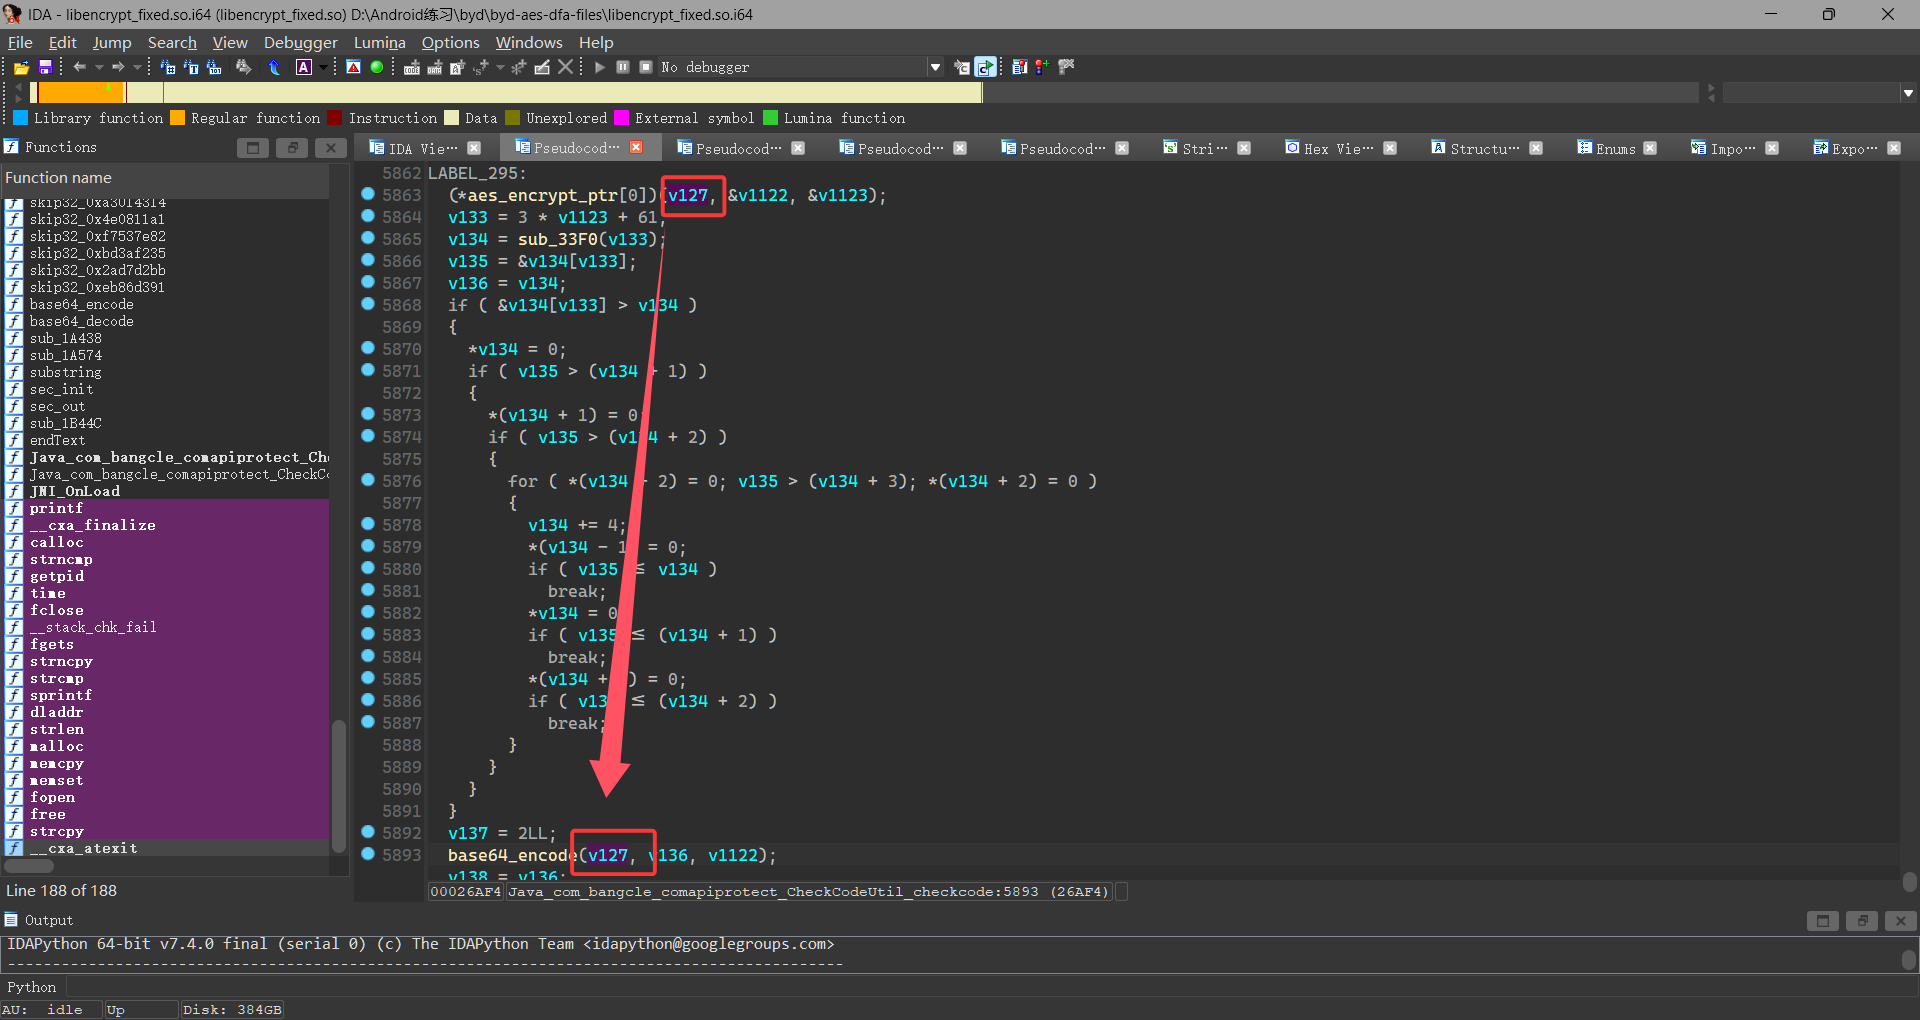 IDA - libencrypt_fixed.so.i64 (libencrypt_fixed.so) D:\Android练习\byd\byd-aes-dfa-files\libencrypt_fixed.so.i64
File Edit Jump Search View Debugger Lumina Options Windows Help
No debugger
Library function Regular function Instruction Data Unexplored External symbol Lumina function
Functions
IDA Vie··· Pseudocod··· Pseudocod··· Pseudocod··· Pseudocod··· Stri··· Hex Vie··· Structu··· Enums Impo··· Expo···
Function name
skip32_0xa3014314
skip32_0x4e0811a1
skip32_0xf7537e82
skip32_0xbd3af235
skip32_0x2ad7d2bb
skip32_0xeb86d391
base64_encode
base64_decode
sub_1A438
sub_1A574
substring
sec_init
sec_out
sub_1B44C
endText
Java_com_bangcle_comapiprotect_Ch
Java_com_bangcle_comapiprotect_CheckCo
JNI_OnLoad
printf
__cxa_finalize
calloc
strncmp
getpid
time
fclose
__stack_chk_fail
fgets
strncpy
strcmp
sprintf
dladdr
strlen
malloc
memcpy
memset
fopen
free
strcpy
__cxa_atexit
Line 188 of 188
5862 LABEL_295:
5863 (*aes_encrypt_ptr[0])(v127, &v1122, &v1123);
5864 v133 = 3 * v1123 + 61;
5865 v134 = sub_33F0(v133);
5866 v135 = &v134[v133];
5867 v136 = v134;
5868 if ( &v134[v133] > v134 )
5869 {
5870 *v134 = 0;
5871 if ( v135 > (v134 + 1) )
5872 {
5873 *(v134 + 1) = 0;
5874 if ( v135 > (v134 + 2) )
5875 {
5876 for ( *(v134 + 2) = 0; v135 > (v134 + 3); *(v134 + 2) = 0 )
5877 {
5878 v134 += 4;
5879 *(v134 - 1) = 0;
5880 if ( v135 ≤ v134 )
5881 break;
5882 *v134 = 0
5883 if ( v135 ≤ (v134 + 1) )
5884 break;
5885 *(v134 + ) = 0;
5886 if ( v13 ≤ (v134 + 2) )
5887 break;
5888 }
5889 }
5890 }
5891 }
5892 v137 = 2LL;
5893 base64_encode(v127, v136, v1122);
v138 = v136;
00026AF4 Java_com_bangcle_comapiprotect_CheckCodeUtil_checkcode:5893 (26AF4)
Output
IDAPython 64-bit v7.4.0 final (serial 0) (c) The IDAPython Team <idapython@googlegroups.com>
Python
AU: idle Up Disk: 384GB